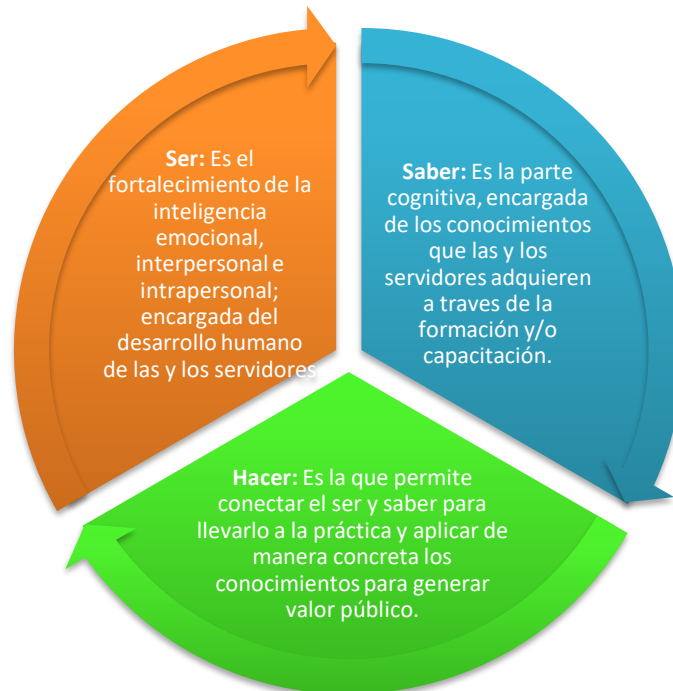 Ser: Es el
fortalecimiento de la
inteligencia
emocional,
interpersonal e
intrapersonal;
encargada del
desarrollo humano
de las y los servidores
Saber: Es la parte
cognitiva, encargada
de los conocimientos
que las y los
servidores adquieren
a traves de la
formación y/o
capacitación.
Hacer: Es la que permite
conectar el ser y saber para
llevarlo a la práctica y aplicar de
manera concreta los
conocimientos para generar
valor público.